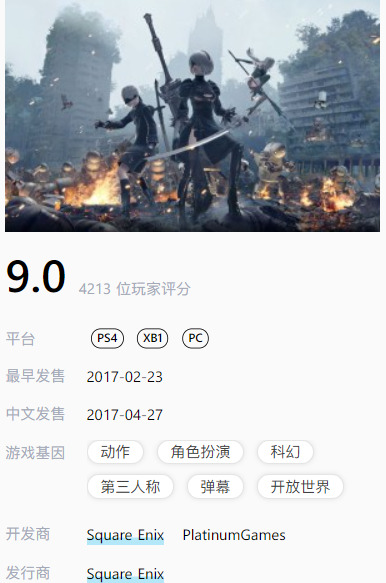 9.0 4213 位玩家评分
平台 PS4 XB1 PC
最早发售 2017-02-23
中文发售 2017-04-27
游戏基因 动作 角色扮演 科幻
第三人称 弹幕 开放世界
开发商 Square Enix PlatinumGames
发行商 Square Enix